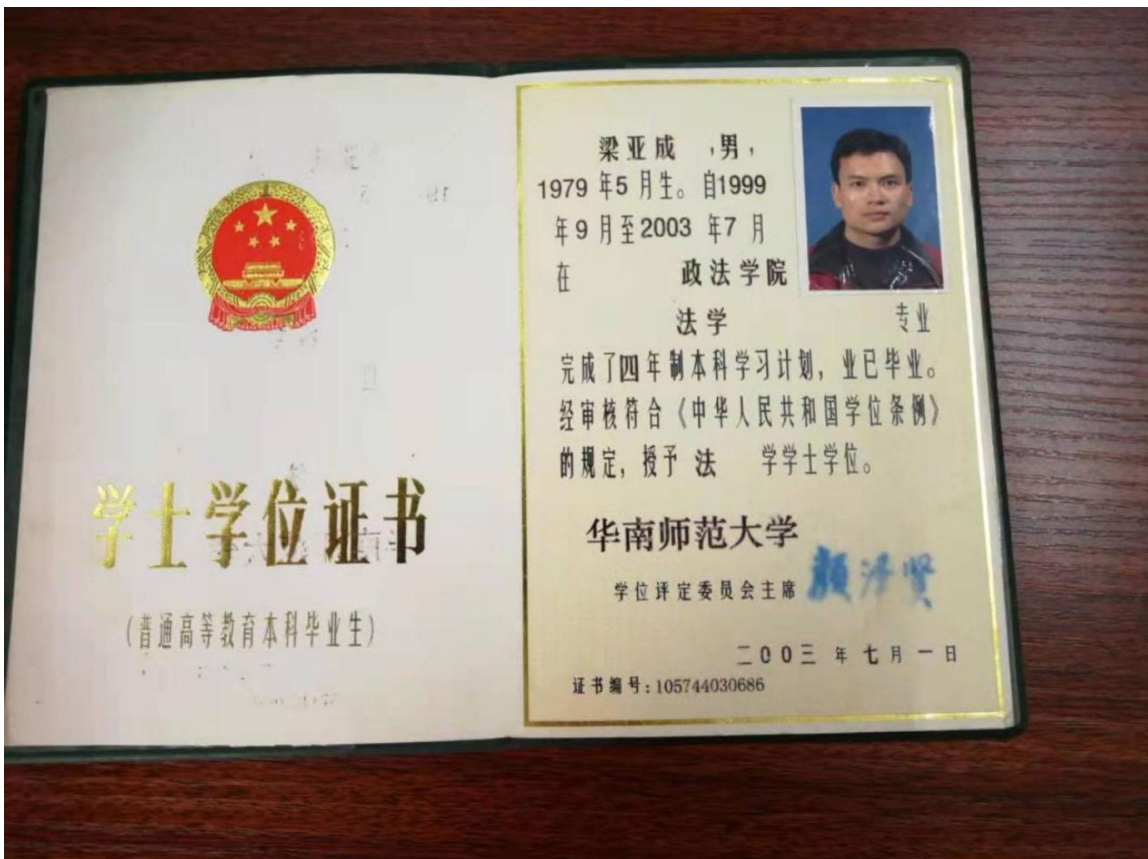 学士学位证书
(普通高等教育本科毕业生)
梁亚成 ,男,
1979 年5 月生。自1999
年9 月至2003 年7 月
在 政法学院
法学 专业
完成了四年制本科学习计划，业已毕业。
经审核符合《中华人民共和国学位条例》
的规定，授予 法 学学士学位。
华南师范大学
学位评定委员会主席 颜泽贤
二00三 年 七 月 一 日
证书编号:105744030686